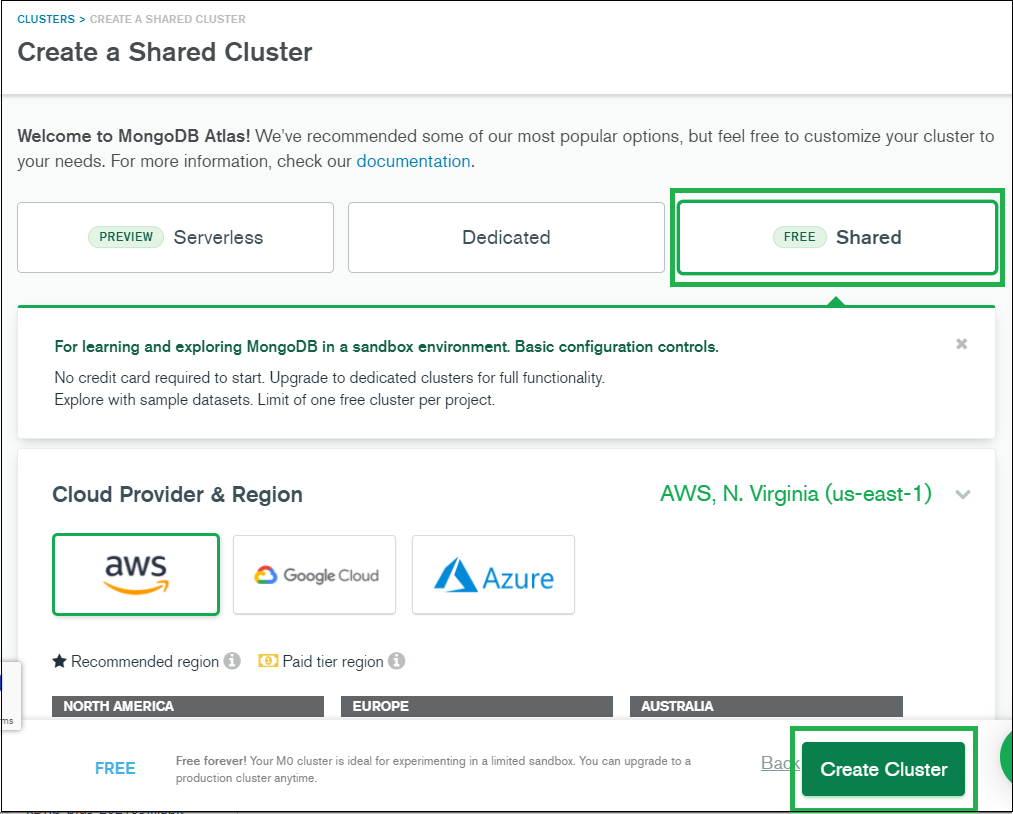 CLUSTERS > CREATE A SHARED CLUSTER
Create a Shared Cluster
Welcome to MongoDB Atlas! We've recommended some of our most popular options, but feel free to customize your cluster to
your needs. For more information, check our documentation.
PREVIEW Serverless
Dedicated
FREE Shared
For learning and exploring MongoDB in a sandbox environment. Basic configuration controls.
No credit card required to start. Upgrade to dedicated clusters for full functionality.
Explore with sample datasets. Limit of one free cluster per project.
Cloud Provider & Region
AWS, N. Virginia (us-east-1)
aws
Google Cloud
Azure
Recommended region
Paid tier region
NORTH AMERICA
EUROPE
AUSTRALIA
FREE
Free forever! Your M0 cluster is ideal for experimenting in a limited sandbox. You can upgrade to a
production cluster anytime.
Back
Create Cluster